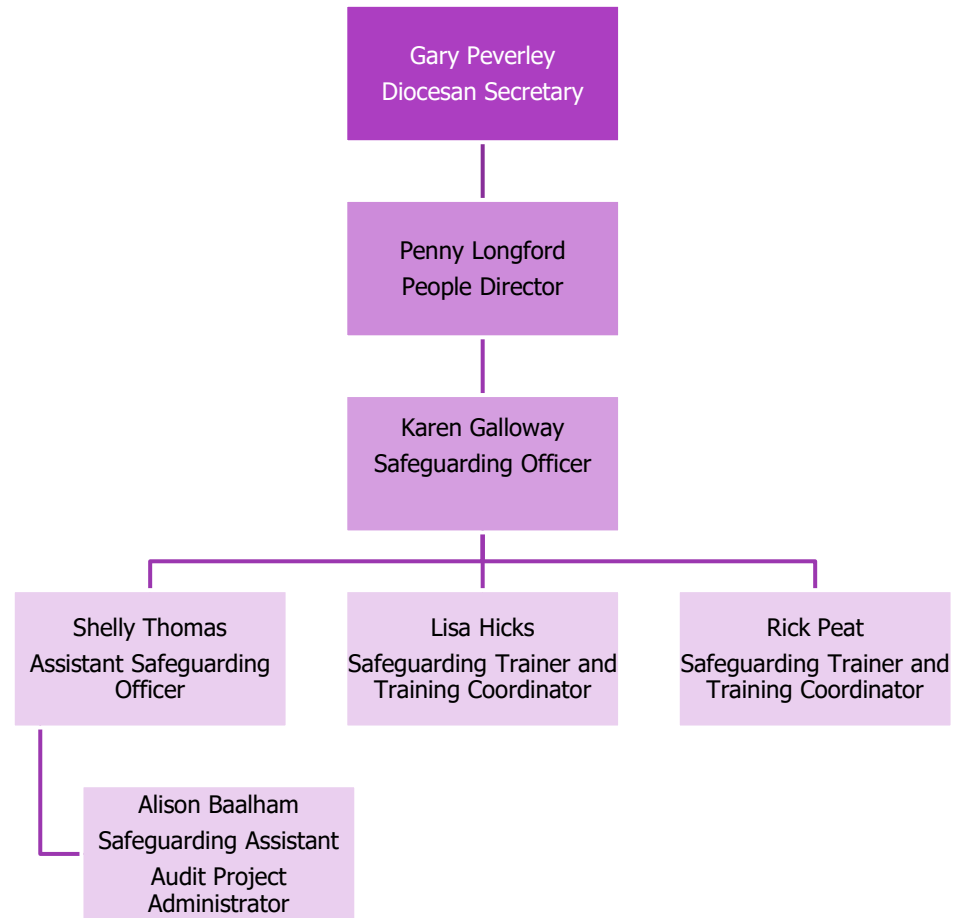 Gary Peverley
Diocesan Secretary
Penny Longford
People Director
Karen Galloway
Safeguarding Officer
Shelly Thomas
Assistant Safeguarding
Officer
Lisa Hicks
Safeguarding Trainer and
Training Coordinator
Rick Peat
Safeguarding Trainer and
Training Coordinator
Alison Baalham
Safeguarding Assistant
Audit Project
Administrator